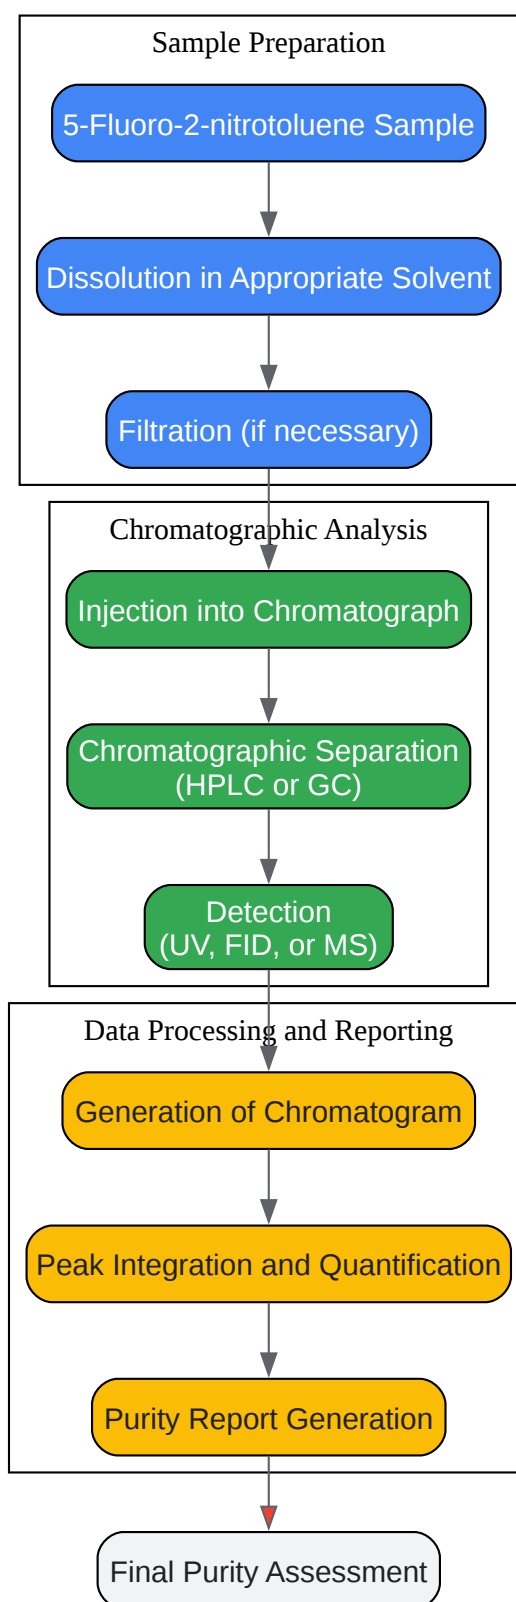 Sample Preparation
5-Fluoro-2-nitrotoluene Sample
Dissolution in Appropriate Solvent
Filtration (if necessary)
Chromatographic Analysis
Injection into Chromatograph
Chromatographic Separation
(HPLC or GC)
Detection
(UV, FID, or MS)
Data Processing and Reporting
Generation of Chromatogram
Peak Integration and Quantification
Purity Report Generation
Final Purity Assessment